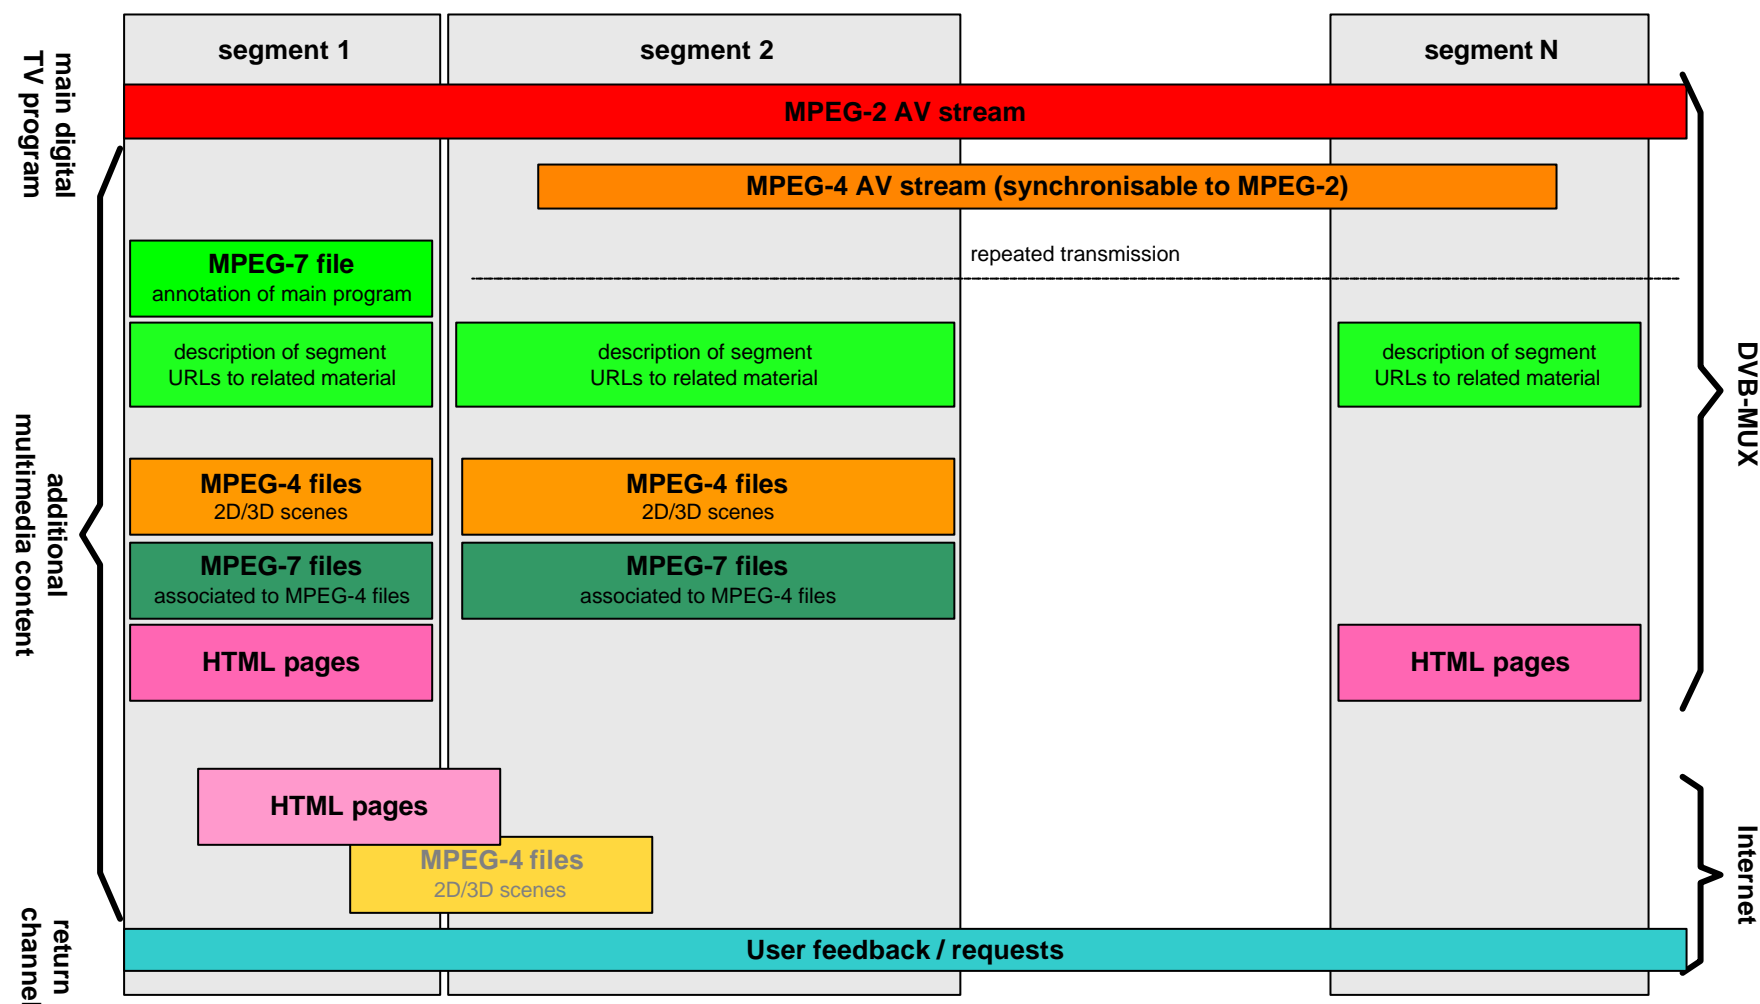 segment 1
segment 2
segment N
main digital
TV program
MPEG-2 AV stream
MPEG-4 AV stream (synchronisable to MPEG-2)
MPEG-7 file
annotation of main program
repeated transmission
description of segment
URLs to related material
description of segment
URLs to related material
description of segment
URLs to related material
DVB-MUX
additional
multimedia content
MPEG-4 files
2D/3D scenes
MPEG-4 files
2D/3D scenes
MPEG-7 files
associated to MPEG-4 files
MPEG-7 files
associated to MPEG-4 files
HTML pages
HTML pages
HTML pages
MPEG-4 files
2D/3D scenes
Internet
return
channel
User feedback / requests